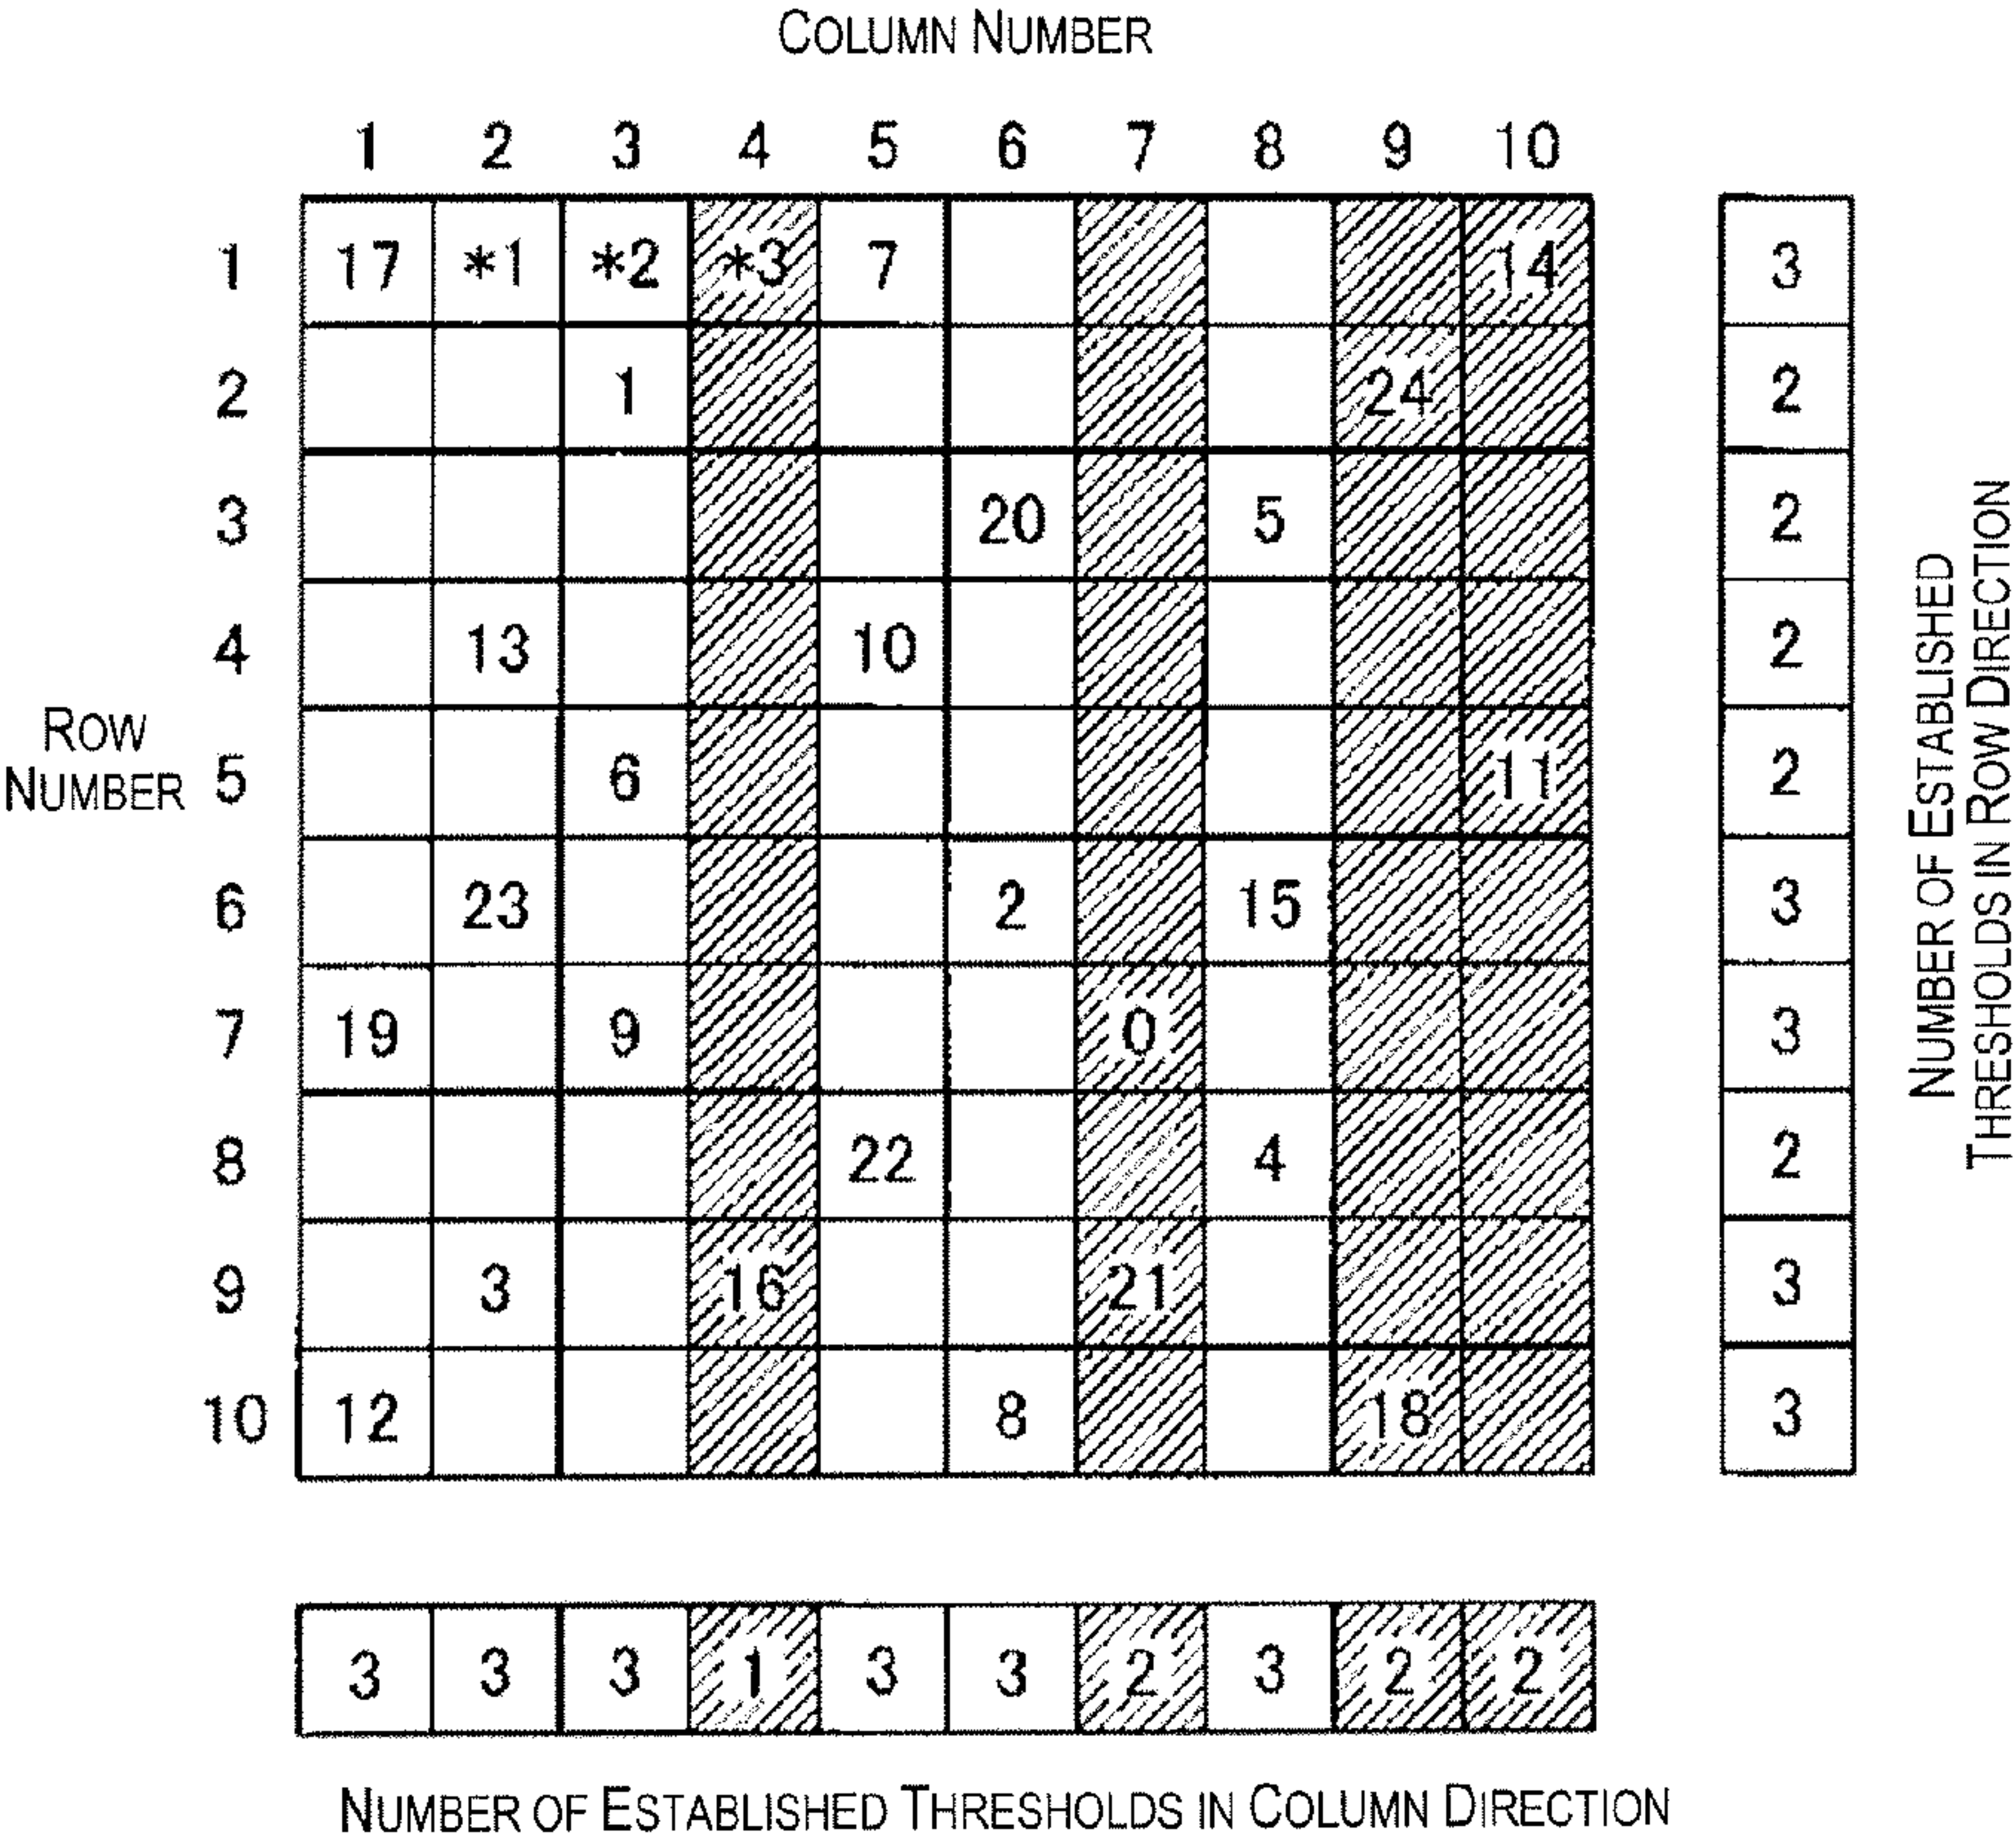 COLUMN NUMBER
1 2 3 4 5 6 7 8 9 10
1 17 *1 *2 *3 7 14 3
2 1 24 2
3 20 5 2
4 13 10 2
ROW
NUMBER
5 6 11 2
6 23 2 15 3
7 19 9 0 3
8 22 4 2
9 3 16 21 3
10 12 8 18 3
NUMBER OF ESTABLISHED
THRESHOLDS IN ROW DIRECTION
3 3 3 1 3 3 2 3 2 2
NUMBER OF ESTABLISHED THRESHOLDS IN COLUMN DIRECTION